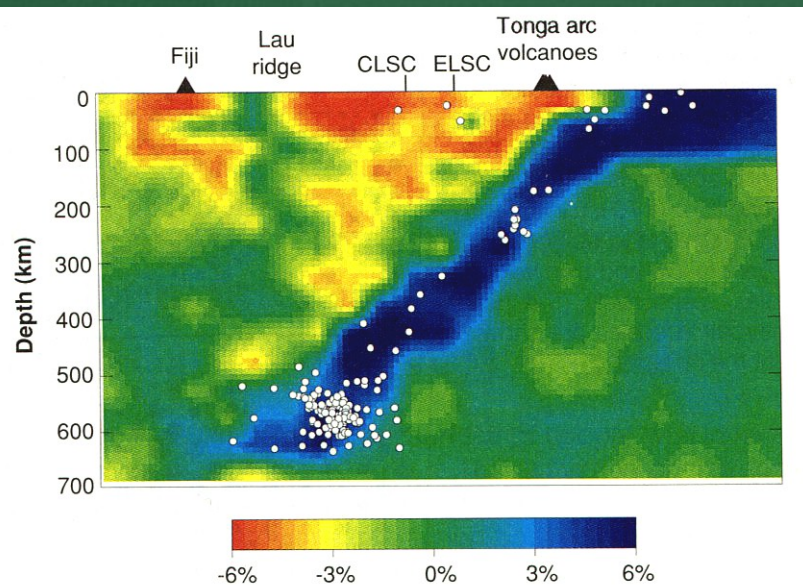 Fiji
Lau
ridge
CLSC
ELSC
Tonga arc
volcanoes
0
100
200
300
400
500
600
700
Depth (km)
-6%
-3%
0%
3%
6%